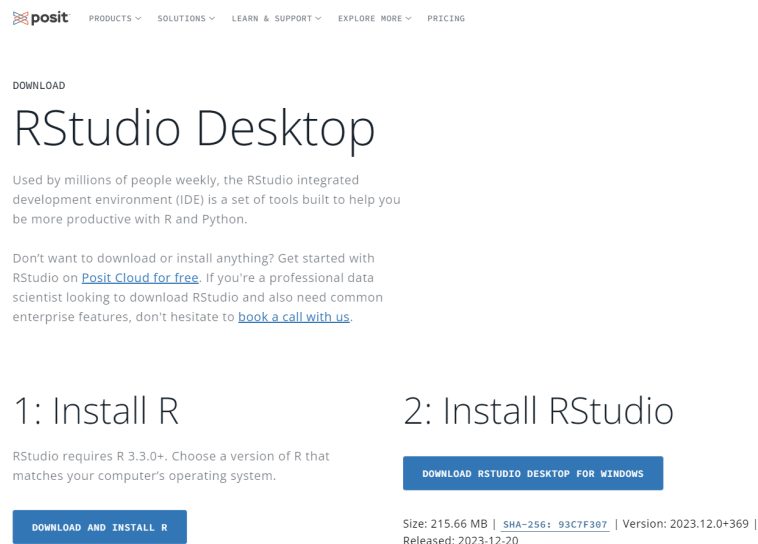 posit
PRODUCTS SOLUTIONS LEARN & SUPPORT EXPLORE MORE PRICING
DOWNLOAD
RStudio Desktop
Used by millions of people weekly, the RStudio integrated
development environment (IDE) is a set of tools built to help you
be more productive with R and Python.
Don’t want to download or install anything? Get started with
RStudio on Posit Cloud for free. If you're a professional data
scientist looking to download RStudio and also need common
enterprise features, don't hesitate to book a call with us.
1: Install R
RStudio requires R 3.3.0+. Choose a version of R that
matches your computer’s operating system.
DOWNLOAD AND INSTALL R
2: Install RStudio
DOWNLOAD RSTUDIO DESKTOP FOR WINDOWS
Size: 215.66 MB | SHA-256: 93C7F307 | Version: 2023.12.0+369 |
Released: 2023-12-20